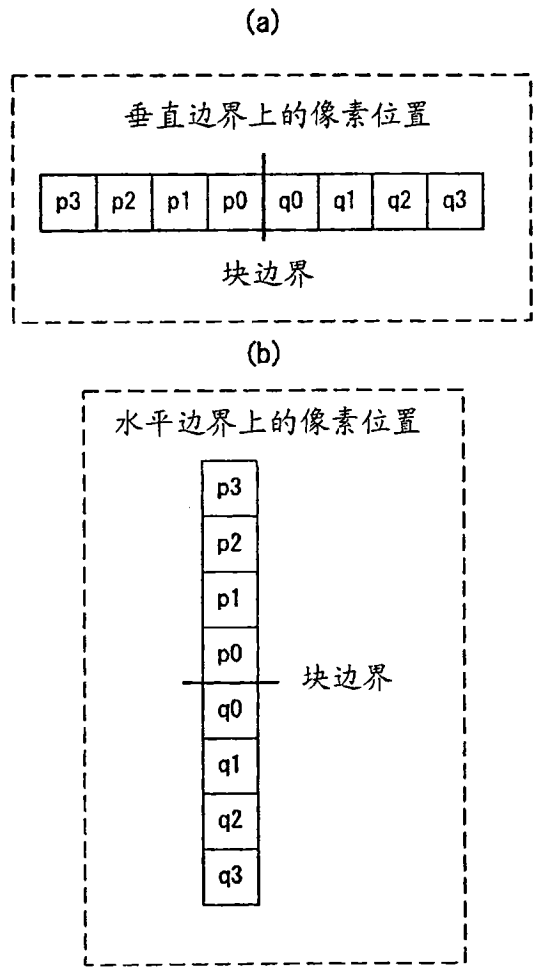 (a)
垂直边界上的像素位置
p3 p2 p1 p0 q0 q1 q2 q3
块边界
(b)
水平边界上的像素位置
p3
p2
p1
p0
块边界
q0
q1
q2
q3